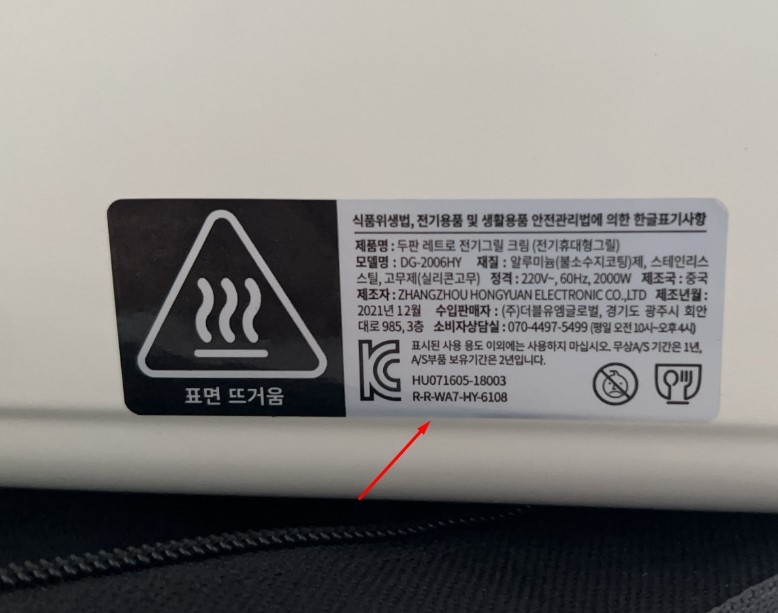 표면 뜨거움
식품위생법, 전기용품 및 생활용품 안전관리법에 의한 한글표기사항
제품명 : 두판 레트로 전기그릴 크림 (전기휴대형그릴)
모델명 : DG-2006HY 재질 : 알루미늄(불소수지코팅)제, 스테인리스
스틸, 고무제(실리콘고무) 정격 : 220V~, 60Hz, 2000W 제조국 : 중국
제조자 : ZHANGZHOU HONGYUAN ELECTRONIC CO.,LTD 제조년월 :
2021년 12월 수입판매자 : (주)더블유엠글로벌, 경기도 광주시 회안
대로 985, 3층 소비자상담실 : 070-4497-5499 (평일 오전 10시~오후 4시)
표시된 사용 용도 이외에는 사용하지 마십시오. 무상A/S 기간은 1년,
A/S부품 보유기간은 2년입니다.
HU071605-18003
R-R-WA7-HY-6108